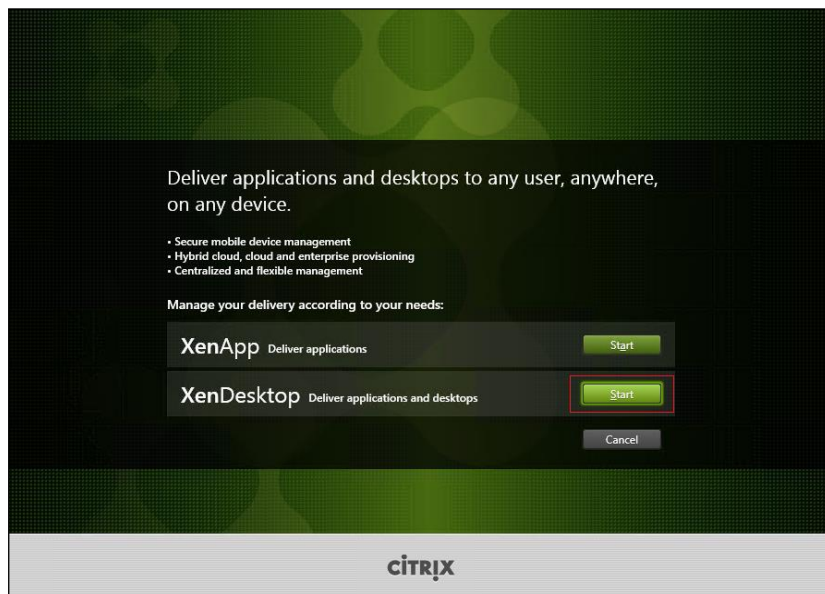 Deliver applications and desktops to any user, anywhere,
on any device.
• Secure mobile device management
• Hybrid cloud, cloud and enterprise provisioning
• Centralized and flexible management
Manage your delivery according to your needs:
XenApp Deliver applications Start
XenDesktop Deliver applications and desktops Start
Cancel
CİTRIX